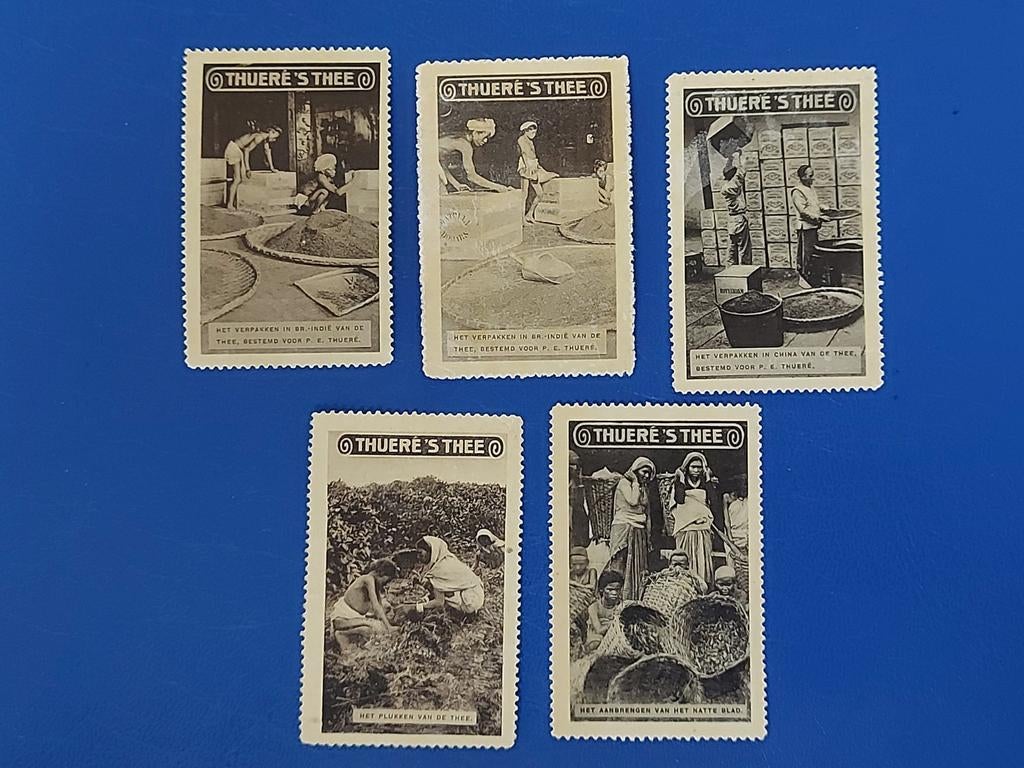 THUERÉ'S THEE
HET VERPAKKEN IN BR.-INDIË VAN DE
THEE, BESTEMD VOOR P. E. THUERÉ.
THUERÉ 'S THEE
HET VERPAKKEN IN BR.-INDIË VAN DE
THEE, BESTEMD VOOR P. E. THUERÉ.
THUERÉ 'S THEE
ROTTERDAM
HET VERPAKKEN IN CHINA VAN DE THEE,
BESTEMD VOOR P. E. THUERÉ.
THUERÉ 'S THEE
HET PLUKKEN VAN DE THEE.
THUERÉ 'S THEE
HET AANBRENGEN VAN HET NATTE BLAD.